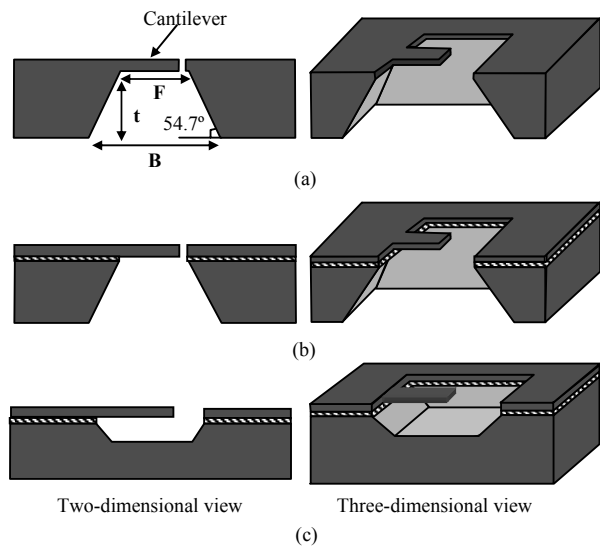 Cantilever
F
t
54.7º
B
(a)
(b)
Two-dimensional view
Three-dimensional view
(c)